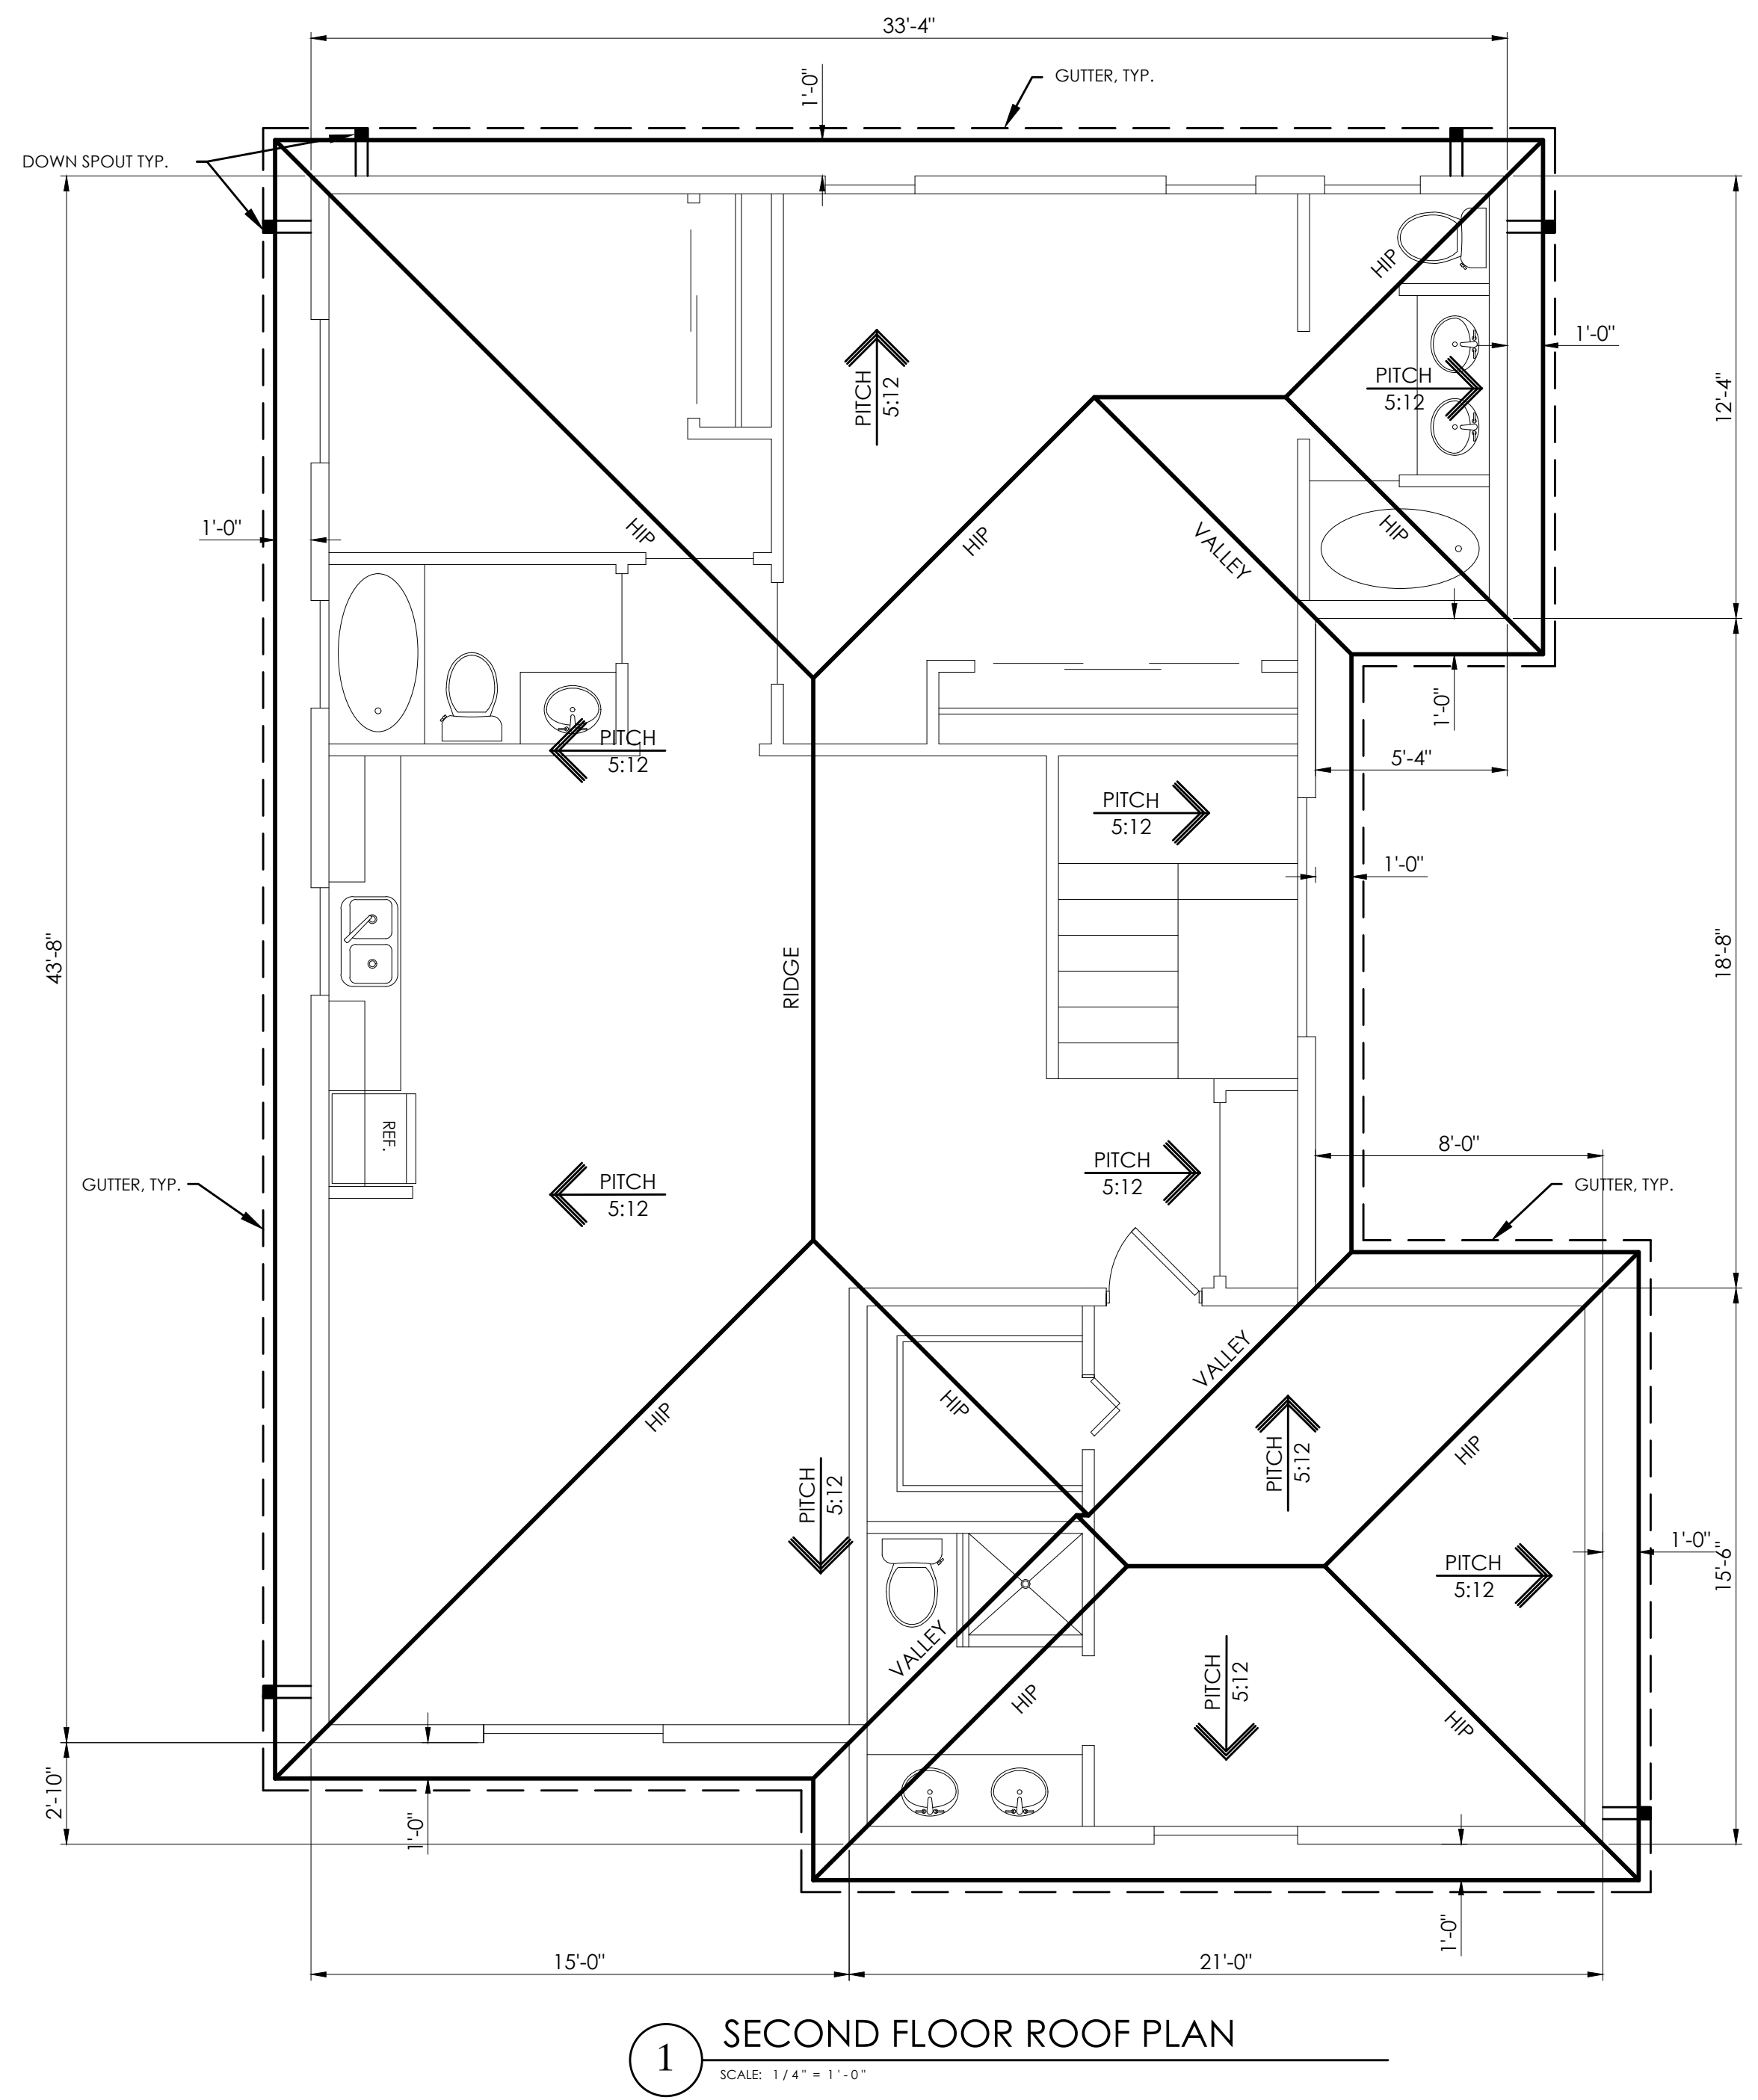 33'-4"
1'-0"
GUTTER, TYP.
DOWN SPOUT TYP.
HIP
1'-0"
PITCH
5:12
PITCH
5:12
12'-4"
1'-0"
HIP
HIP
VALLEY
HIP
1'-0"
PITCH
5:12
5'-4"
PITCH
5:12
1'-0"
43'-8"
RIDGE
18'-8"
REF.
8'-0"
GUTTER, TYP.
PITCH
5:12
PITCH
5:12
GUTTER, TYP.
VALLEY
HIP
HIP
HIP
PITCH
5:12
PITCH
5:12
1'-0"
15'-6"
PITCH
5:12
VALLEY
HIP
PITCH
5:12
HIP
2'-10"
1'-0"
1'-0"
15'-0"
21'-0"
1
SECOND FLOOR ROOF PLAN
SCALE: 1/4" = 1'-0"